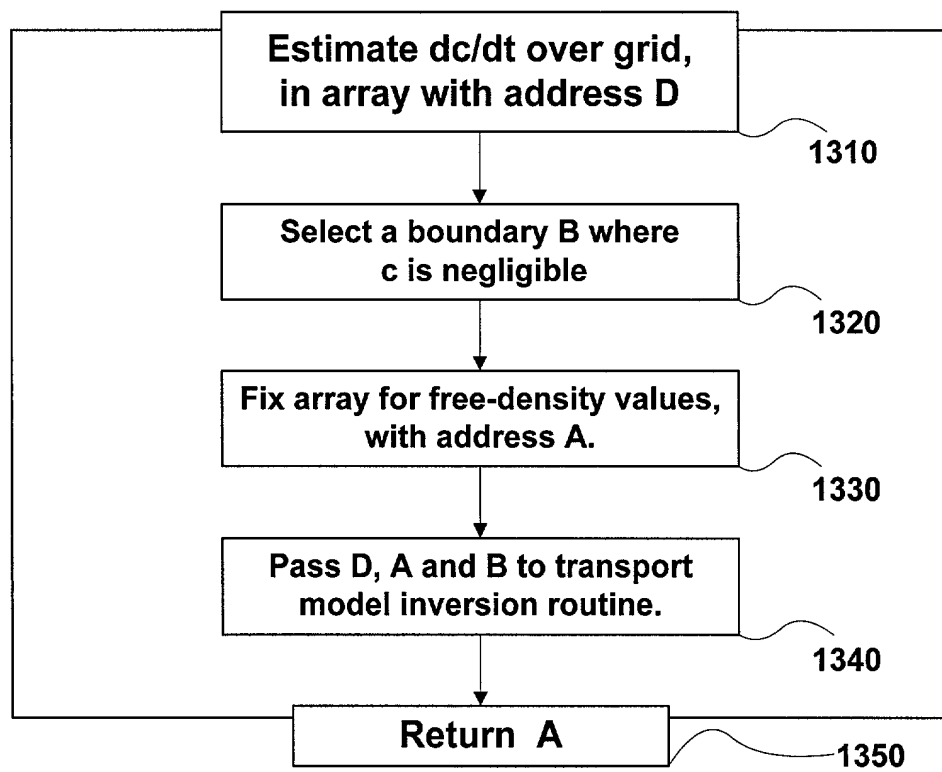 Estimate dc/dt over grid,
in array with address D
1310
Select a boundary B where
c is negligible
1320
Fix array for free-density values,
with address A.
1330
Pass D, A and B to transport
model inversion routine.
1340
Return A
1350